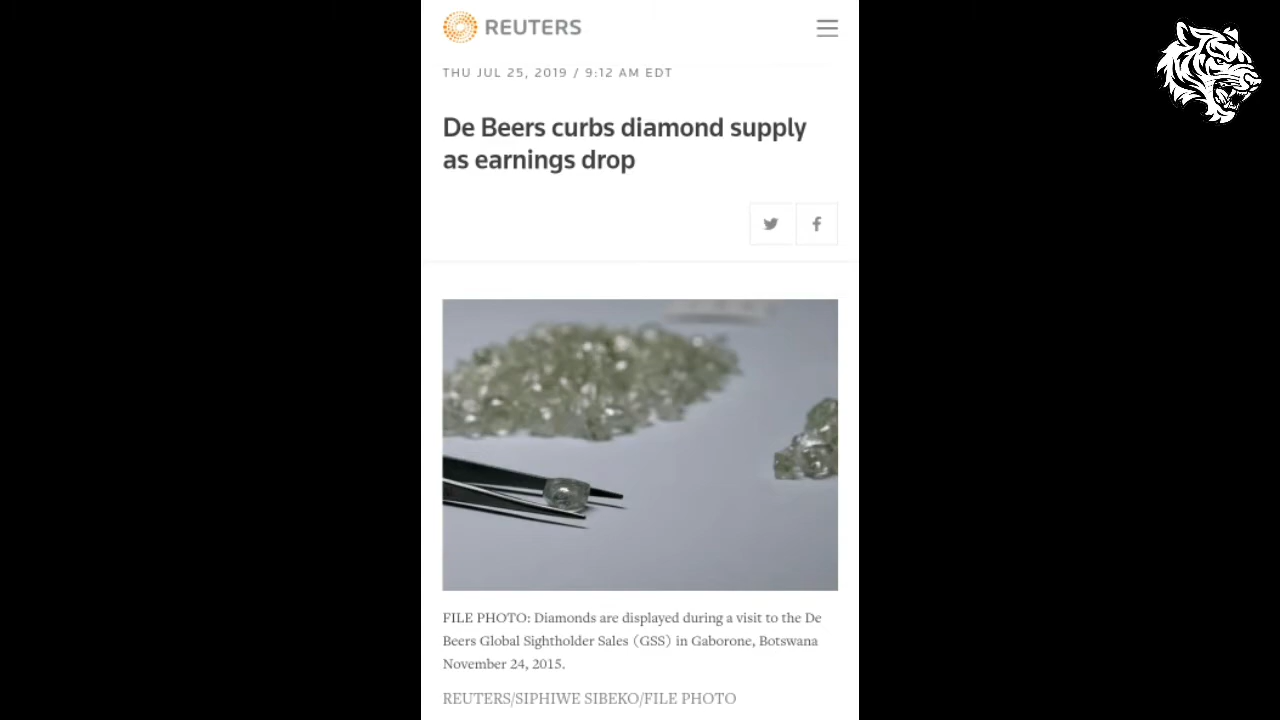 REUTERS
THU JUL 25, 2019 / 9:12 AM EDT
De Beers curbs diamond supply
as earnings drop
FILE PHOTO: Diamonds are displayed during a visit to the De
Beers Global Sightholder Sales (GSS) in Gaborone, Botswana
November 24, 2015.
REUTERS/SIPHIWE SIBEKO/FILE PHOTO